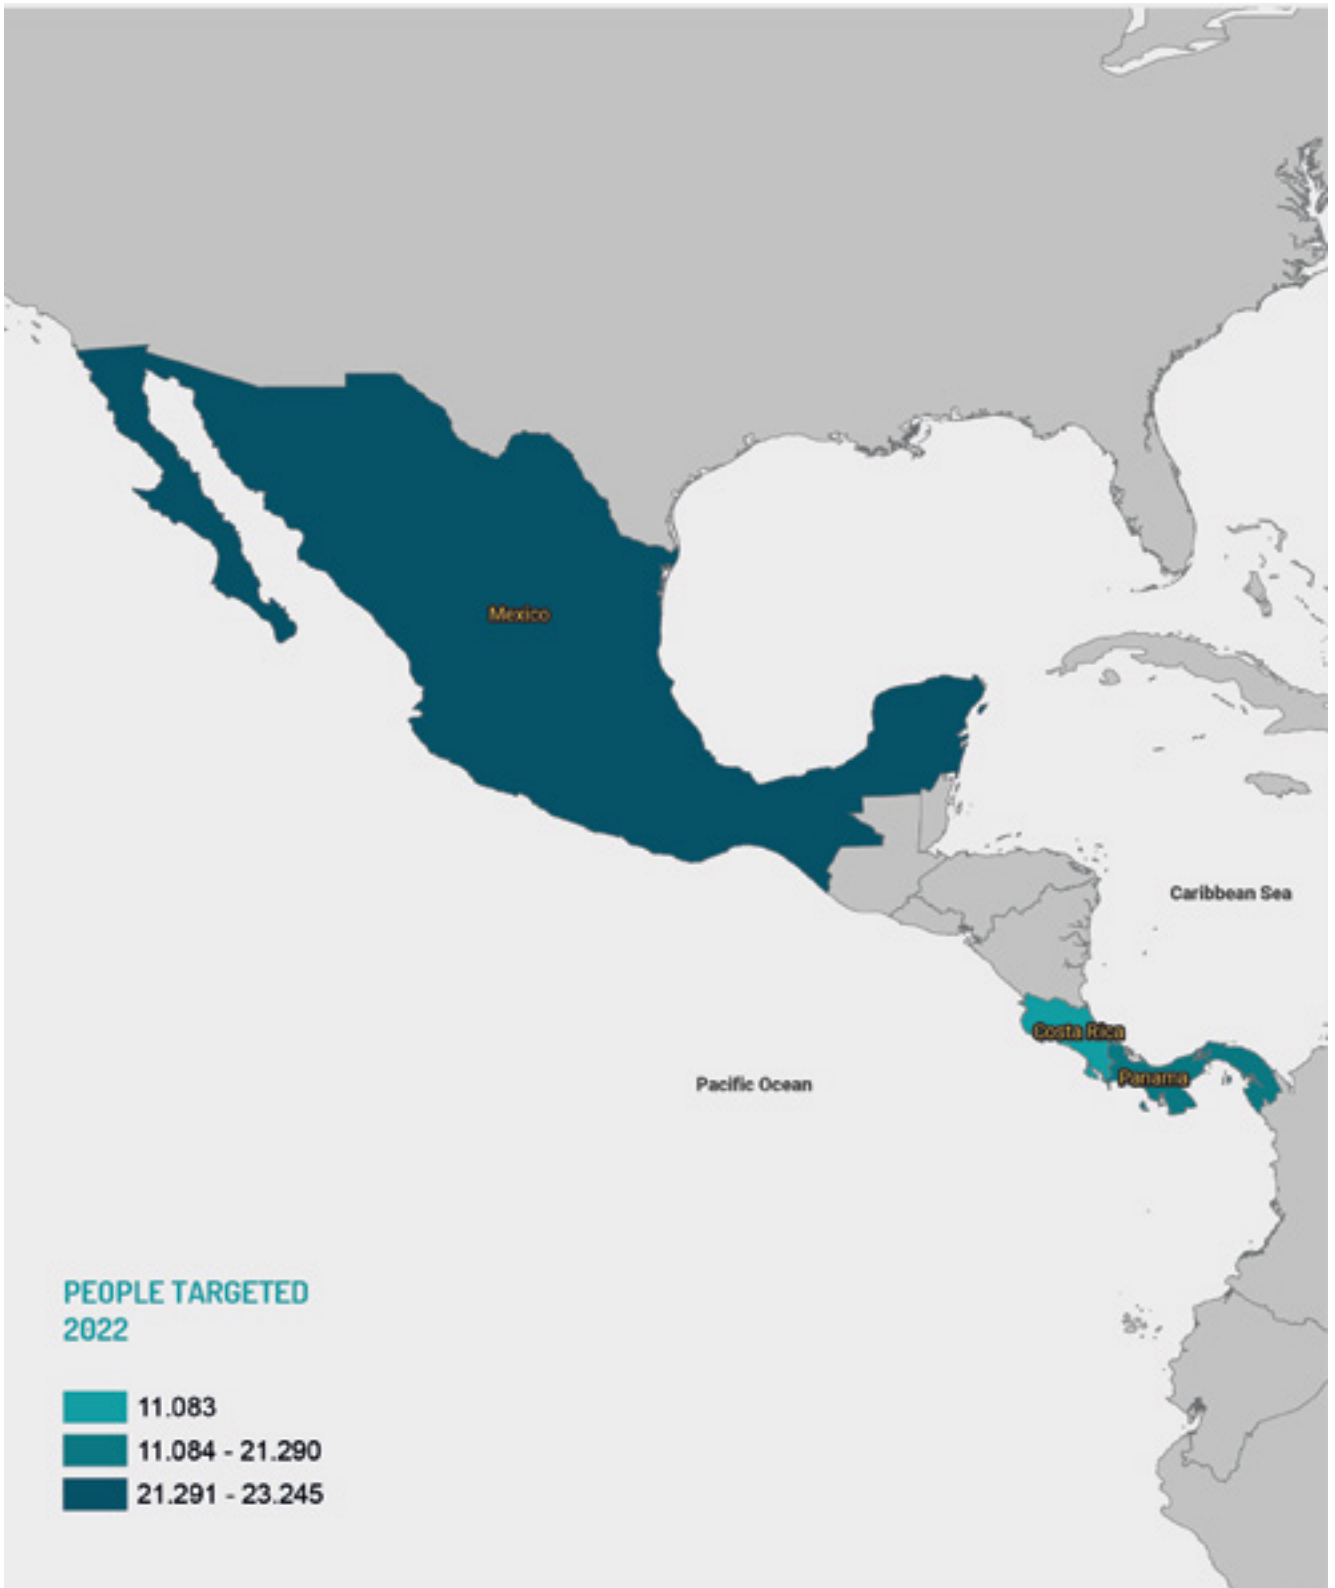 Mexico
Caribbean Sea
Costa Rica
Panama
Pacific Ocean
PEOPLE TARGETED
2022
11.083
11.084 - 21.290
21.291 - 23.245